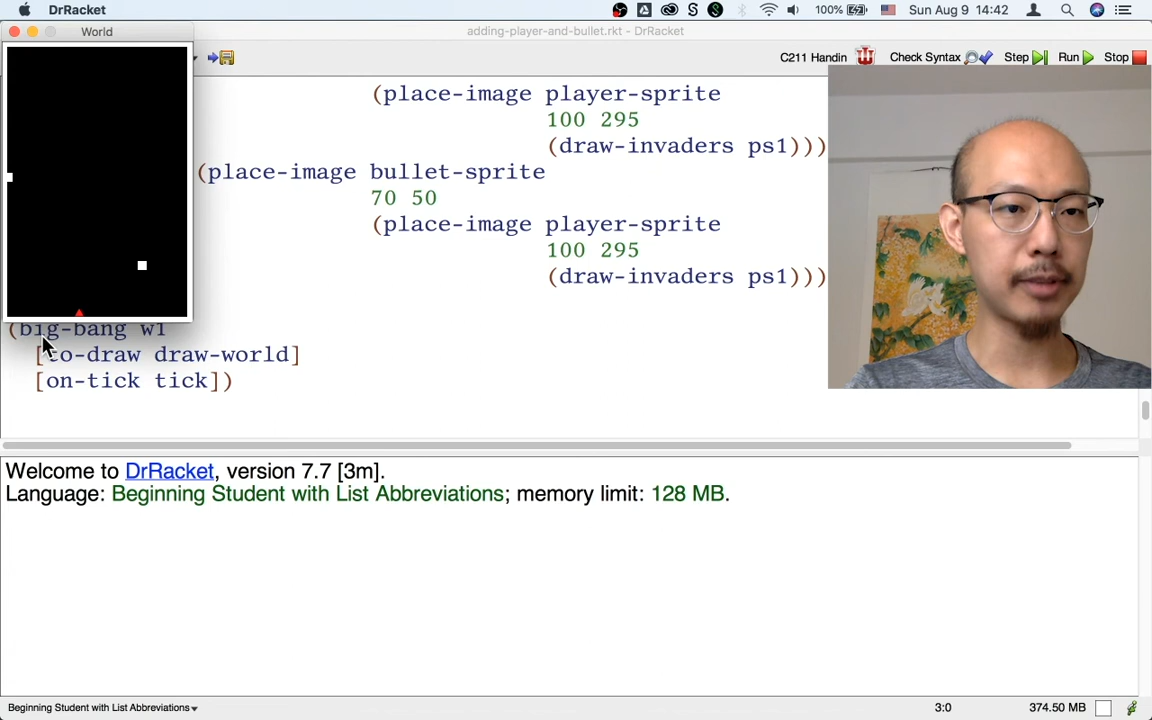 DrRacket
100%
Sun Aug 9 14:42
World
adding-player-and-bullet.rkt - DrRacket
C211 Handin
Check Syntax
Step
Run
Stop
(place-image player-sprite
100 295
(draw-invaders ps1)))
(place-image bullet-sprite
70 50
(place-image player-sprite
100 295
(draw-invaders ps1)))
(big-bang w1
[to-draw draw-world]
[on-tick tick])
Welcome to DrRacket, version 7.7 [3m].
Language: Beginning Student with List Abbreviations; memory limit: 128 MB.
Beginning Student with List Abbreviations
3:0
374.50 MB